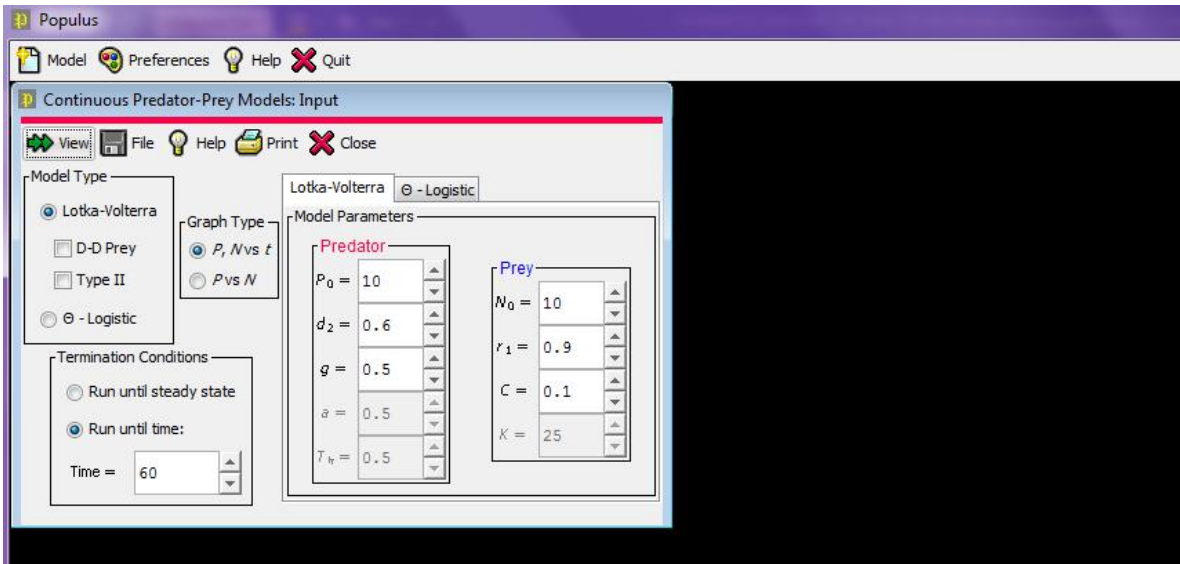 Populus
Model Preferences Help Quit
Continuous Predator-Prey Models: Input
View File Help Print Close
Model Type
Lotka-Volterra
D-D Prey
Type II
Θ - Logistic
Graph Type
P, N vs t
P vs N
Termination Conditions
Run until steady state
Run until time:
Time = 60
Lotka-Volterra Θ - Logistic
Model Parameters
Predator
P₀ = 10
d₂ = 0.6
g = 0.5
a = 0.5
Tₕ = 0.5
Prey
N₀ = 10
r₁ = 0.9
C = 0.1
K = 25